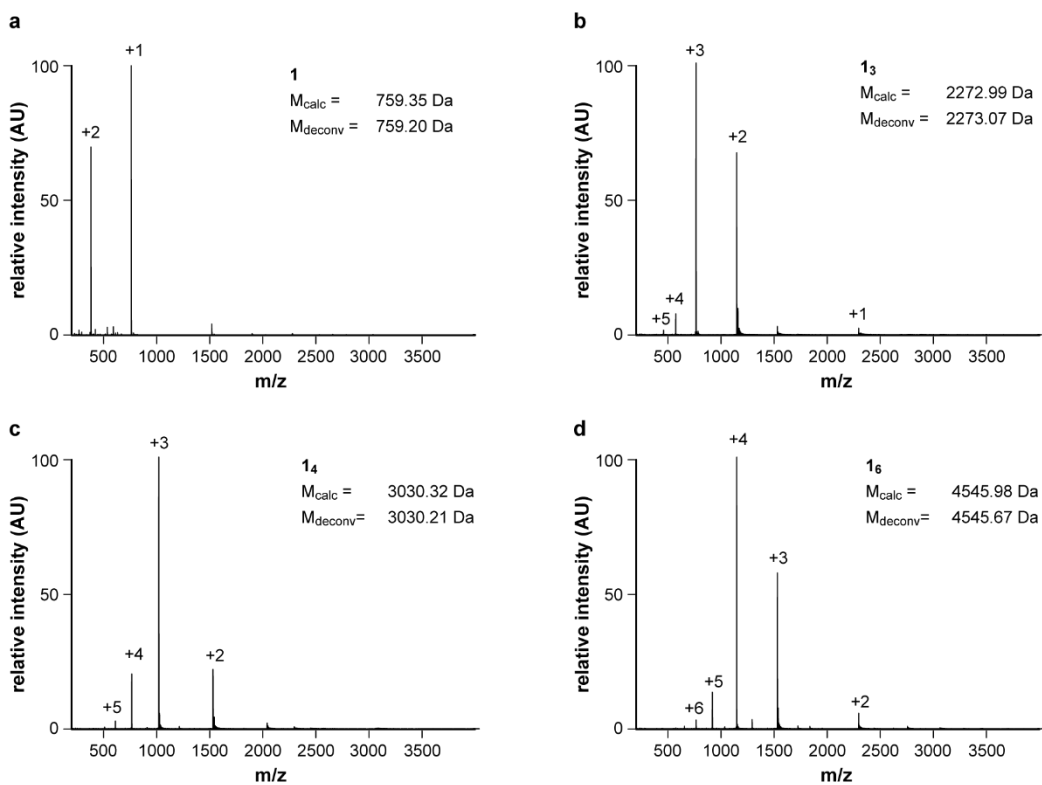 a
relative intensity (AU)
100
50
0
+2
+1
1
Mcalc = 759.35 Da
Mdeconv = 759.20 Da
500 1000 1500 2000 2500 3000 3500
m/z
b
relative intensity (AU)
100
50
0
+5
+4
+3
+2
+1
1₃
Mcalc = 2272.99 Da
Mdeconv = 2273.07 Da
500 1000 1500 2000 2500 3000 3500
m/z
c
relative intensity (AU)
100
50
0
+5
+4
+3
+2
1₄
Mcalc = 3030.32 Da
Mdeconv= 3030.21 Da
500 1000 1500 2000 2500 3000 3500
m/z
d
relative intensity (AU)
100
50
0
+6
+5
+4
+3
+2
1₆
Mcalc = 4545.98 Da
Mdeconv= 4545.67 Da
500 1000 1500 2000 2500 3000 3500
m/z